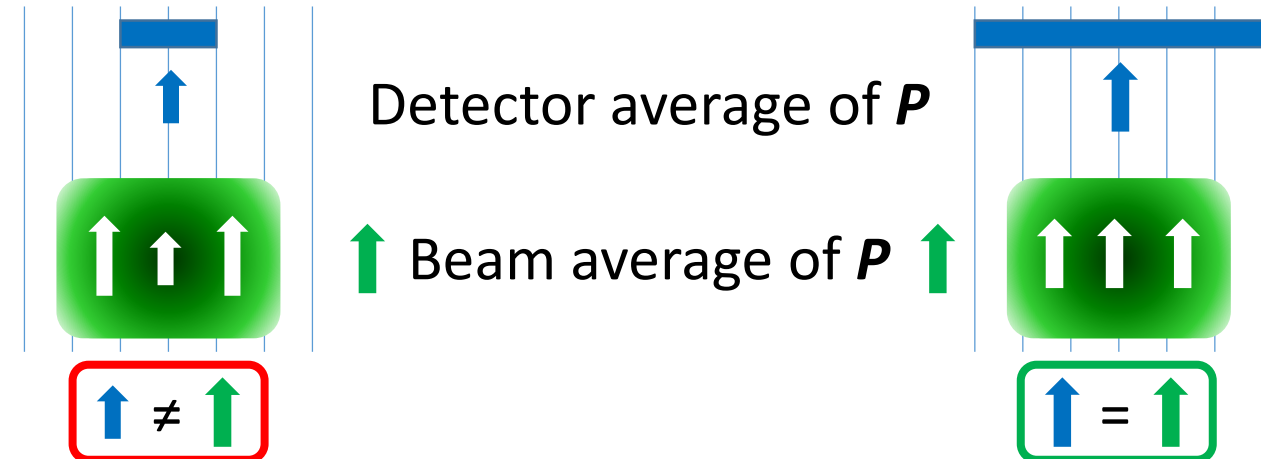 Detector average of P
Beam average of P
≠
=